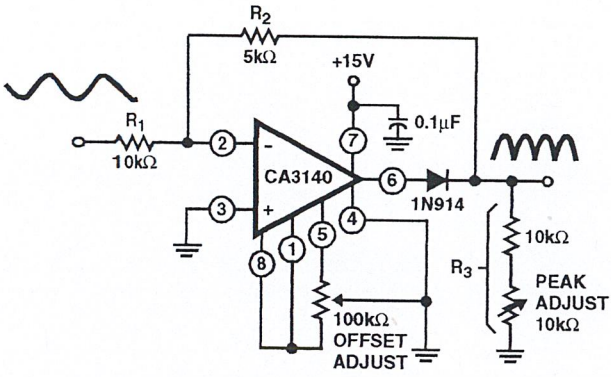 R2
5kΩ
+15V
R1
10kΩ
0.1µF
2
–
7
CA3140
6
1N914
3
+
4
5
1
8
10kΩ
R3
PEAK
ADJUST
10kΩ
100kΩ
OFFSET
ADJUST